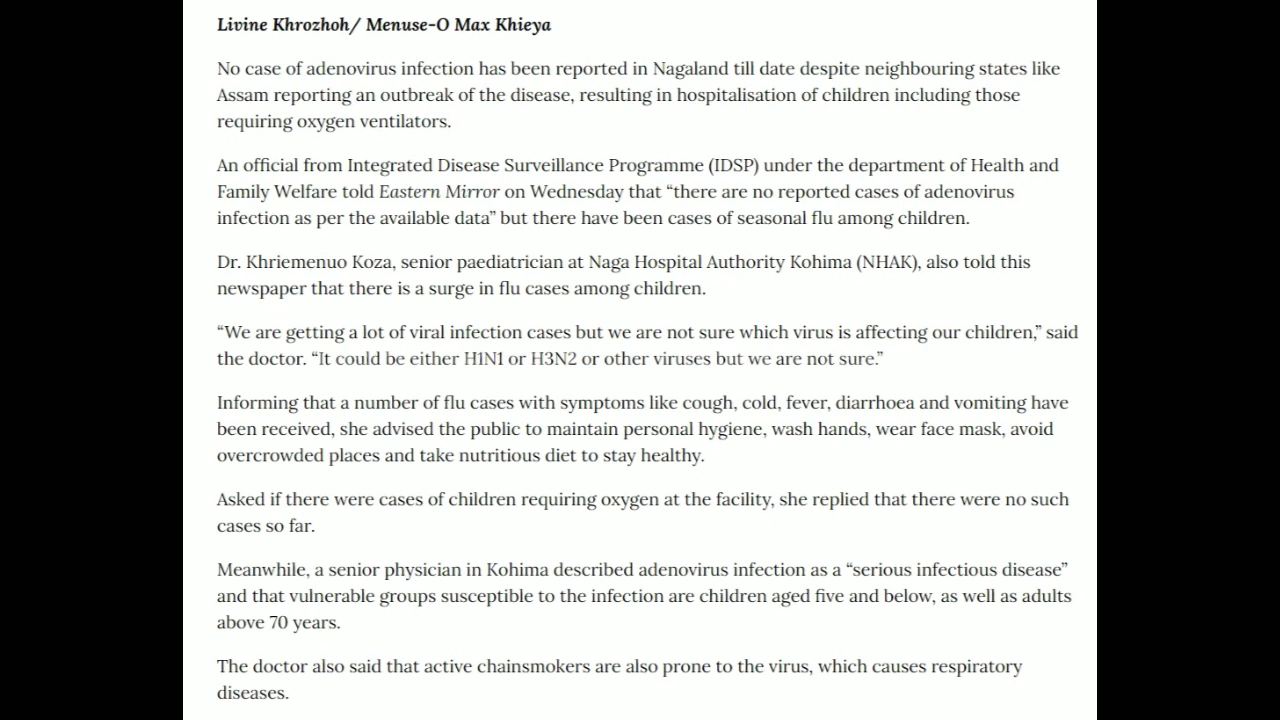 Livine Khrozhoh/ Menuse-O Max Khieya
No case of adenovirus infection has been reported in Nagaland till date despite neighbouring states like
Assam reporting an outbreak of the disease, resulting in hospitalisation of children including those
requiring oxygen ventilators.
An official from Integrated Disease Surveillance Programme (IDSP) under the department of Health and
Family Welfare told Eastern Mirror on Wednesday that “there are no reported cases of adenovirus
infection as per the available data” but there have been cases of seasonal flu among children.
Dr. Khriemenuo Koza, senior paediatrician at Naga Hospital Authority Kohima (NHAK), also told this
newspaper that there is a surge in flu cases among children.
“We are getting a lot of viral infection cases but we are not sure which virus is affecting our children,” said
the doctor. “It could be either H1N1 or H3N2 or other viruses but we are not sure.”
Informing that a number of flu cases with symptoms like cough, cold, fever, diarrhoea and vomiting have
been received, she advised the public to maintain personal hygiene, wash hands, wear face mask, avoid
overcrowded places and take nutritious diet to stay healthy.
Asked if there were cases of children requiring oxygen at the facility, she replied that there were no such
cases so far.
Meanwhile, a senior physician in Kohima described adenovirus infection as a “serious infectious disease”
and that vulnerable groups susceptible to the infection are children aged five and below, as well as adults
above 70 years.
The doctor also said that active chainsmokers are also prone to the virus, which causes respiratory
diseases.